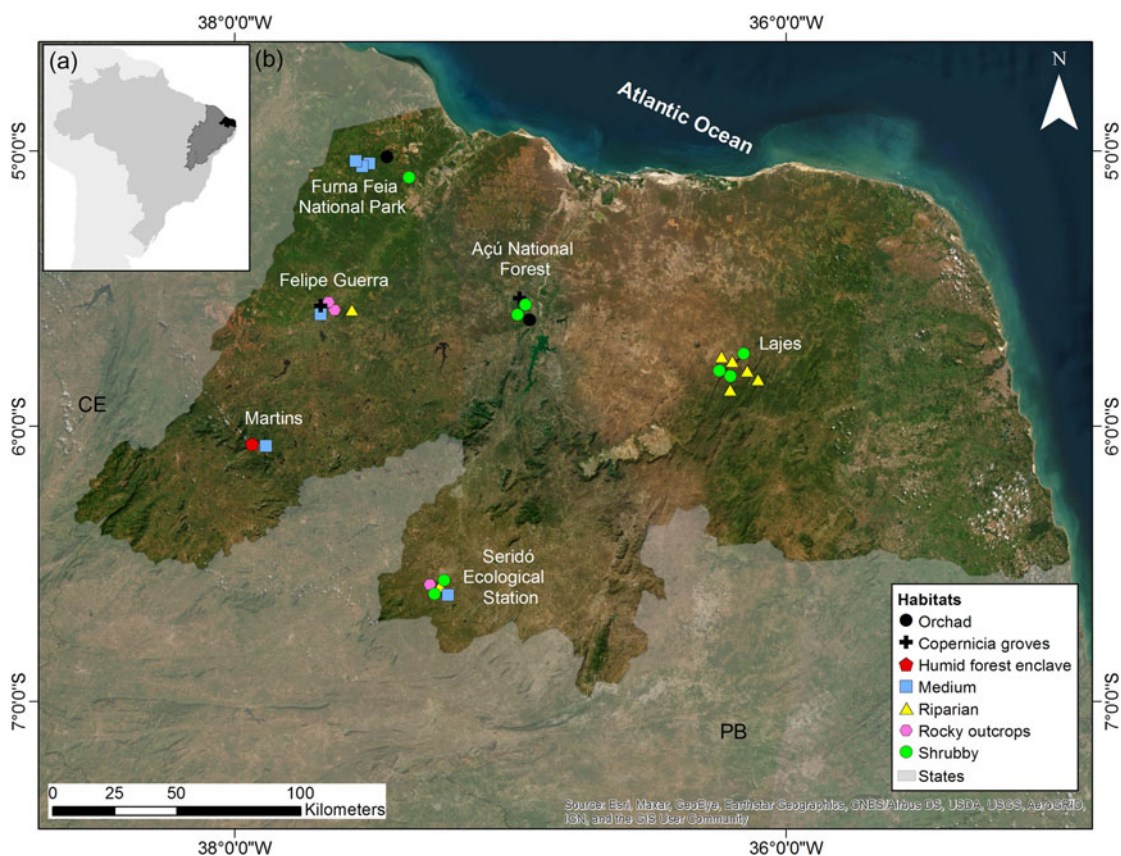 38°0'0"W
36°0'0"W
(a)
(b)
N
Atlantic Ocean
5°0'0"S
5°0'0"S
Furna Feia
National Park
Açú National
Forest
Felipe Guerra
Lajes
CE
Martins
6°0'0"S
6°0'0"S
Seridó
Ecological
Station
Habitats
Orchad
Copernicia groves
Humid forest enclave
Medium
Riparian
Rocky outcrops
Shrubby
States
7°0'0"S
7°0'0"S
PB
0 25 50 100
Kilometers
Source: Esri, Maxar, GeoEye, Earthstar Geographics, CNES/Airbus DS, USDA, USGS, AeroGRID,
IGN, and the GIS User Community
38°0'0"W
36°0'0"W